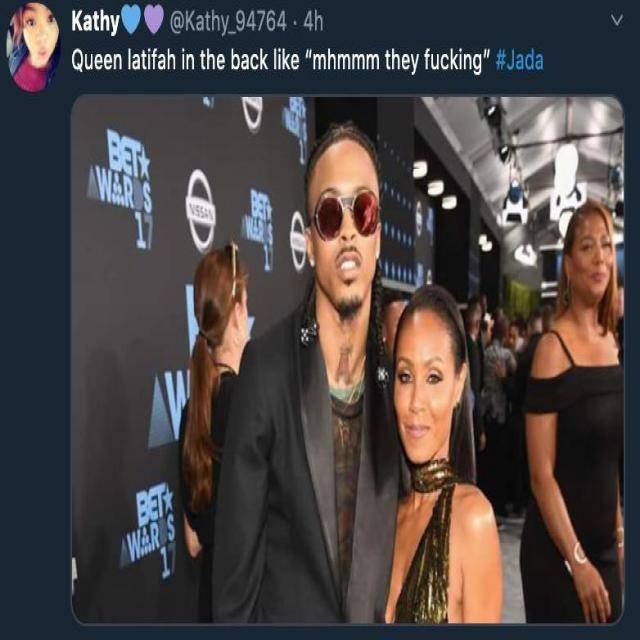 Kathy💙💜 @Kathy_94764 · 4h
Queen latifah in the back like "mhmmm they fucking" #Jada
BET★
AWARDS
17
NISSAN
BET★
AWARDS
17
AW
BET★
AWARDS
17